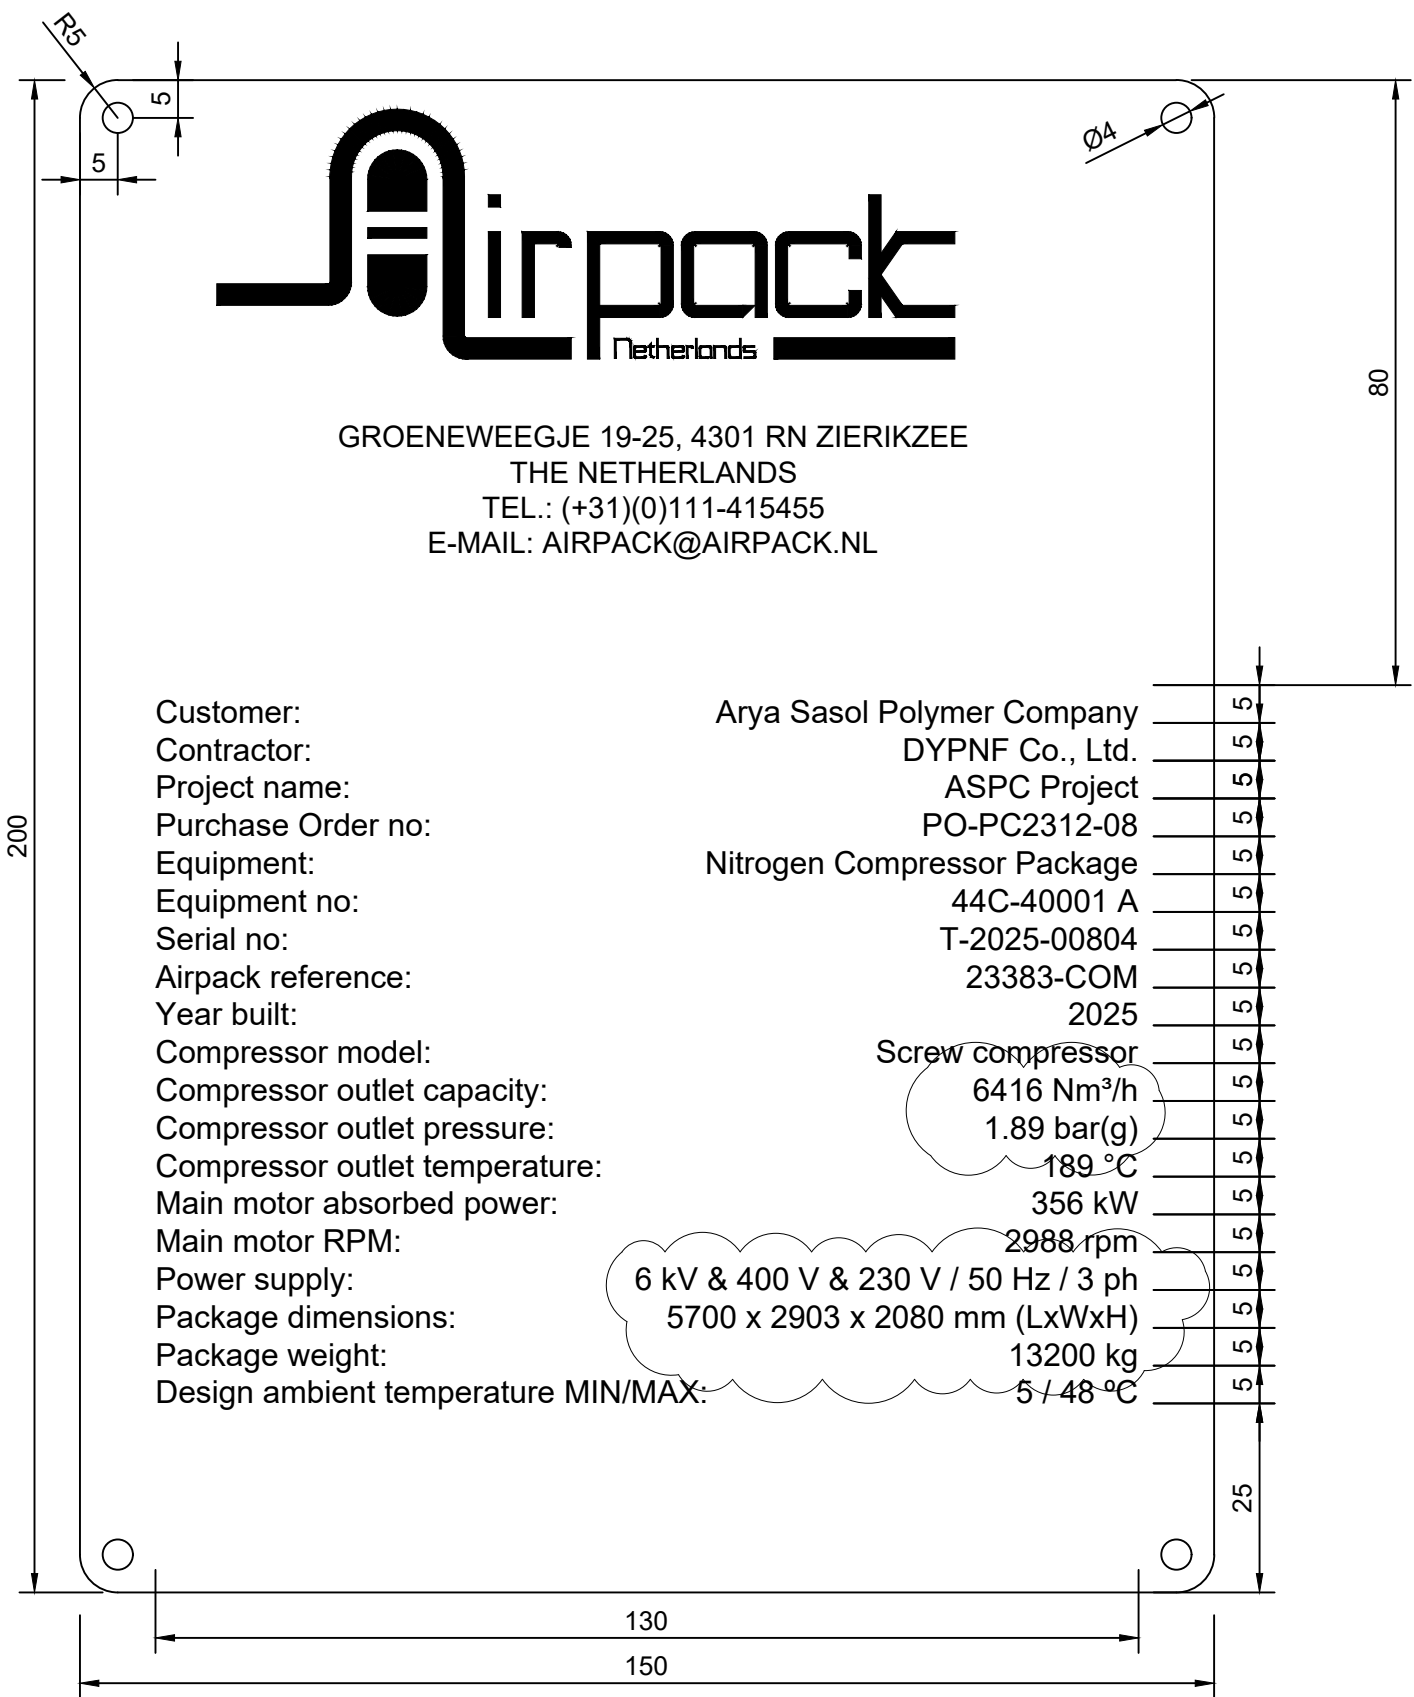 R5
5
5
Ø4
Airpack
Netherlands
80
GROENEWEEGJE 19-25, 4301 RN ZIERIKZEE
THE NETHERLANDS
TEL.: (+31)(0)111-415455
E-MAIL: AIRPACK@AIRPACK.NL
200
Customer: Arya Sasol Polymer Company 5
Contractor: DYPNF Co., Ltd. 5
Project name: ASPC Project 5
Purchase Order no: PO-PC2312-08 5
Equipment: Nitrogen Compressor Package 5
Equipment no: 44C-40001 A 5
Serial no: T-2025-00804 5
Airpack reference: 23383-COM 5
Year built: 2025 5
Compressor model: Screw compressor 5
Compressor outlet capacity: 6416 Nm³/h 5
Compressor outlet pressure: 1.89 bar(g) 5
Compressor outlet temperature: 189 °C 5
Main motor absorbed power: 356 kW 5
Main motor RPM: 2988 rpm 5
Power supply: 6 kV & 400 V & 230 V / 50 Hz / 3 ph 5
Package dimensions: 5700 x 2903 x 2080 mm (LxWxH) 5
Package weight: 13200 kg 5
Design ambient temperature MIN/MAX: 5 / 48 ºC 5
25
130
150